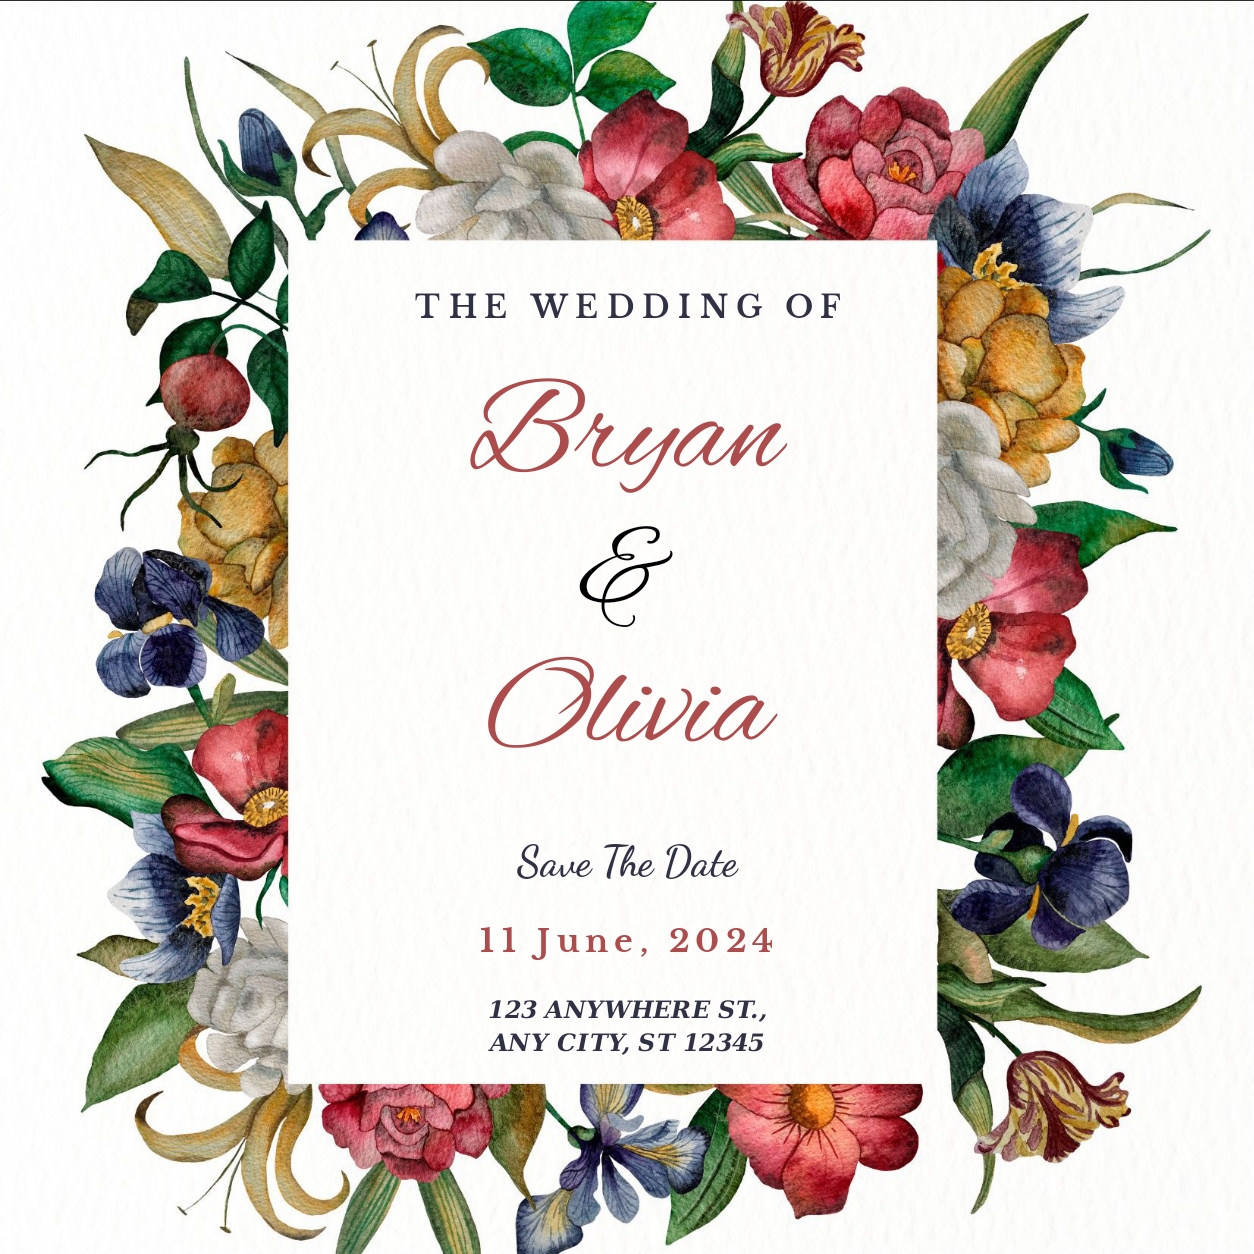 THE WEDDING OF
Bryan
&
Olivia
Save The Date
11 June, 2024
123 ANYWHERE ST.,
ANY CITY, ST 12345